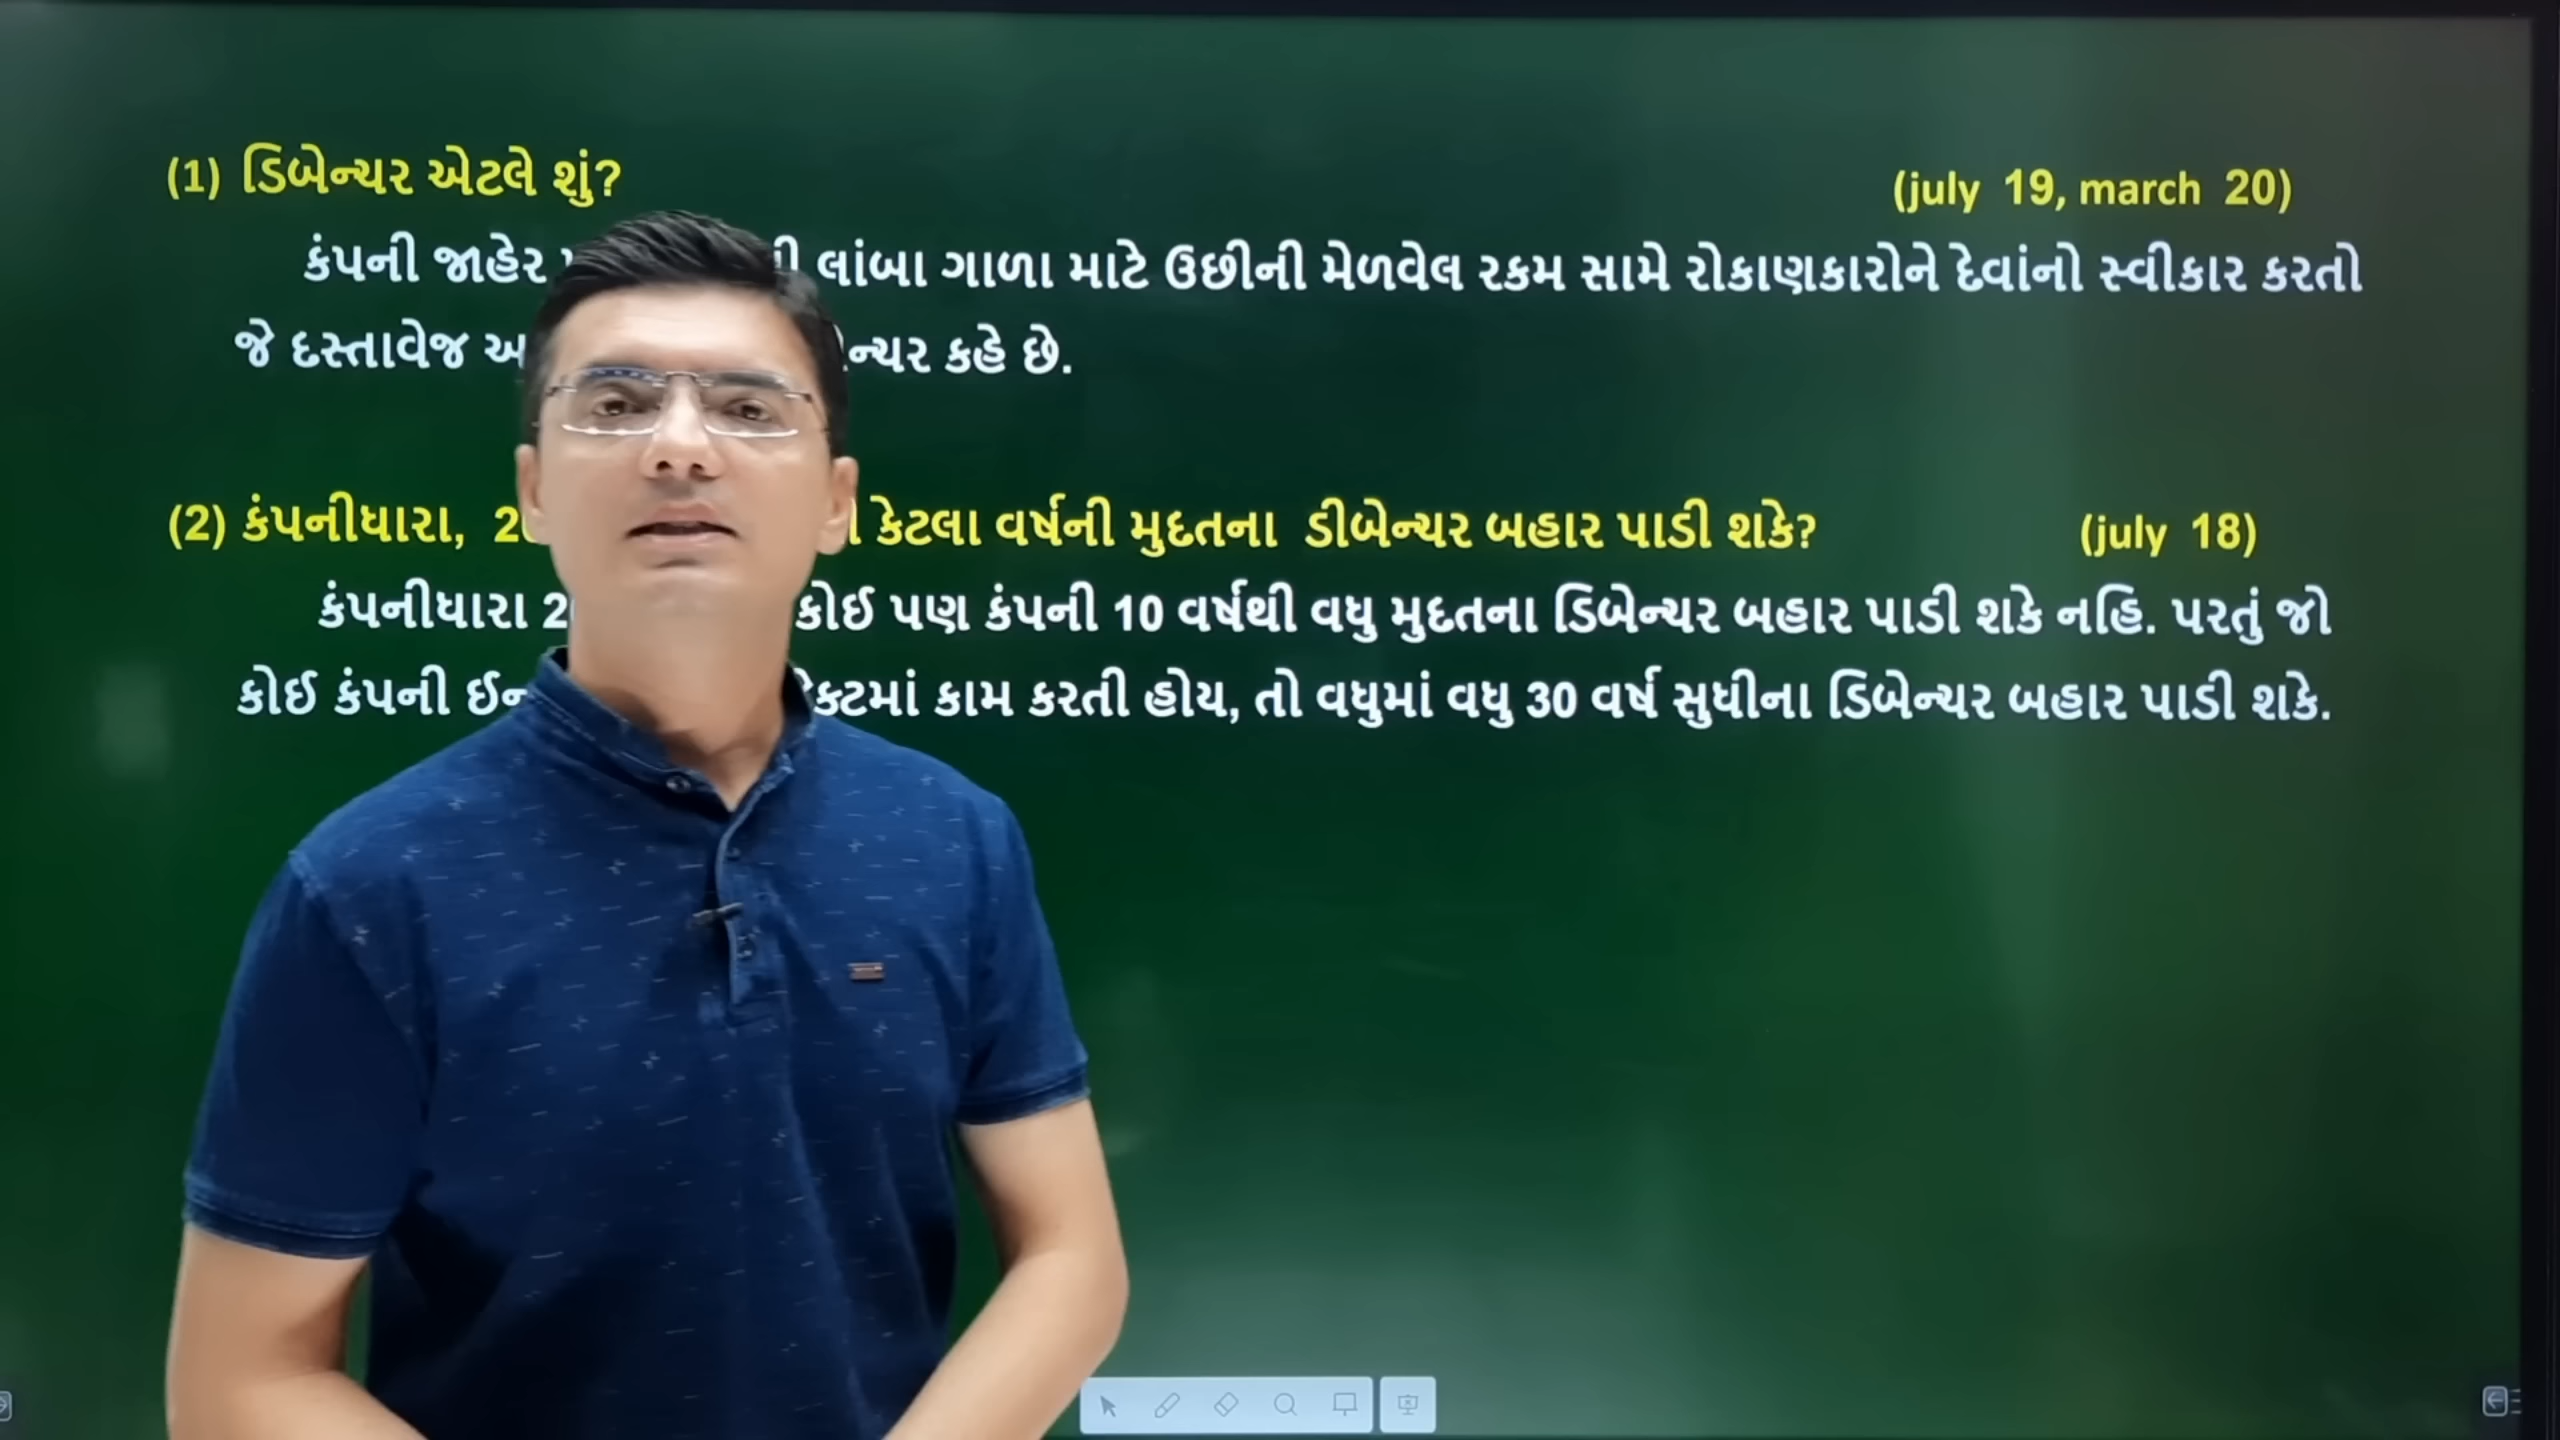 (1) ડિબેન્ચર એટલે શું? (july 19, march 20)
કંપની જાહેર લાંબા ગાળા માટે ઉછીની મેળવેલ રકમ સામે રોકાણકારોને દેવાંનો સ્વીકાર કરતો
જે દસ્તાવેજ કહે છે.
(2) કંપનીધારા, કેટલા વર્ષની મુદતના ડીબેન્ચર બહાર પાડી શકે? (july 18)
કંપનીધારા કોઈ પણ કંપની 10 વર્ષથી વધુ મુદતના ડિબેન્ચર બહાર પાડી શકે નહિ. પરતું જો
કોઈ કંપની કામ કરતી હોય, તો વધુમાં વધુ 30 વર્ષ સુધીના ડિબેન્ચર બહાર પાડી શકે.